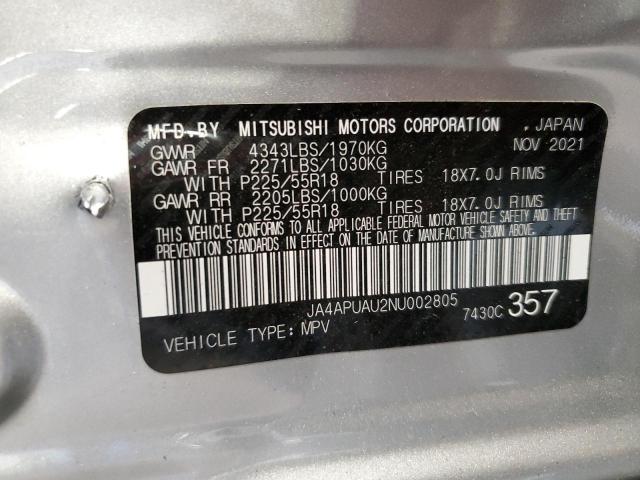 MFD.BY MITSUBISHI MOTORS CORPORATION JAPAN
GVWR 4343LBS/1970KG NOV 2021
GAWR FR 2271LBS/1030KG
WITH P225/55R18 TIRES 18X7.0J RIMS
GAWR RR 2205LBS/1000KG
WITH P225/55R18 TIRES 18X7.0J RIMS
THIS VEHICLE CONFORMS TO ALL APPLICABLE FEDERAL MOTOR VEHICLE SAFETY AND THEFT
PREVENTION STANDARDS IN EFFECT ON THE DATE OF MANUFACTURE SHOWN ABOVE.
JA4APUAU2NU002805
7430C 357
VEHICLE TYPE: MPV